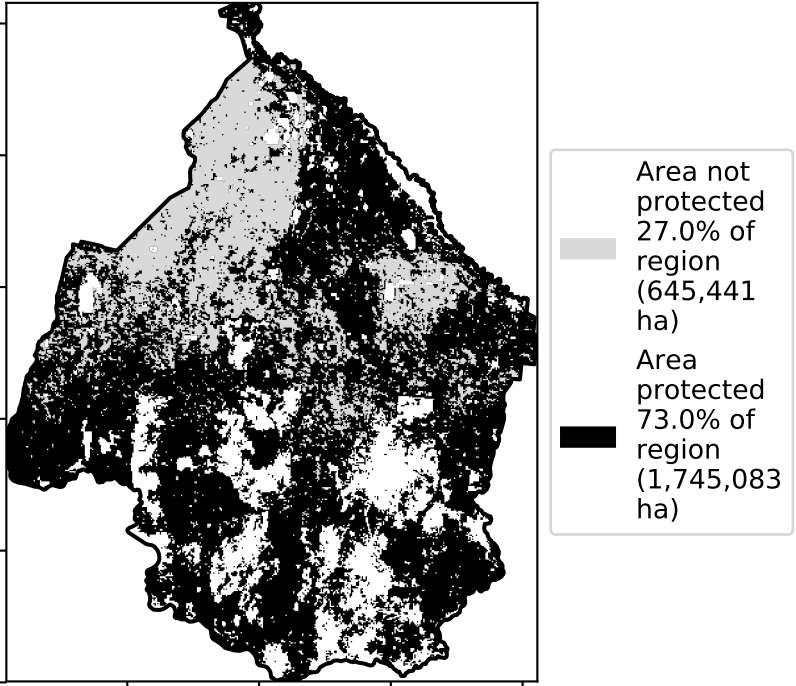 Area not
protected
27.0% of
region
(645,441
ha)
Area
protected
73.0% of
region
(1,745,083
ha)